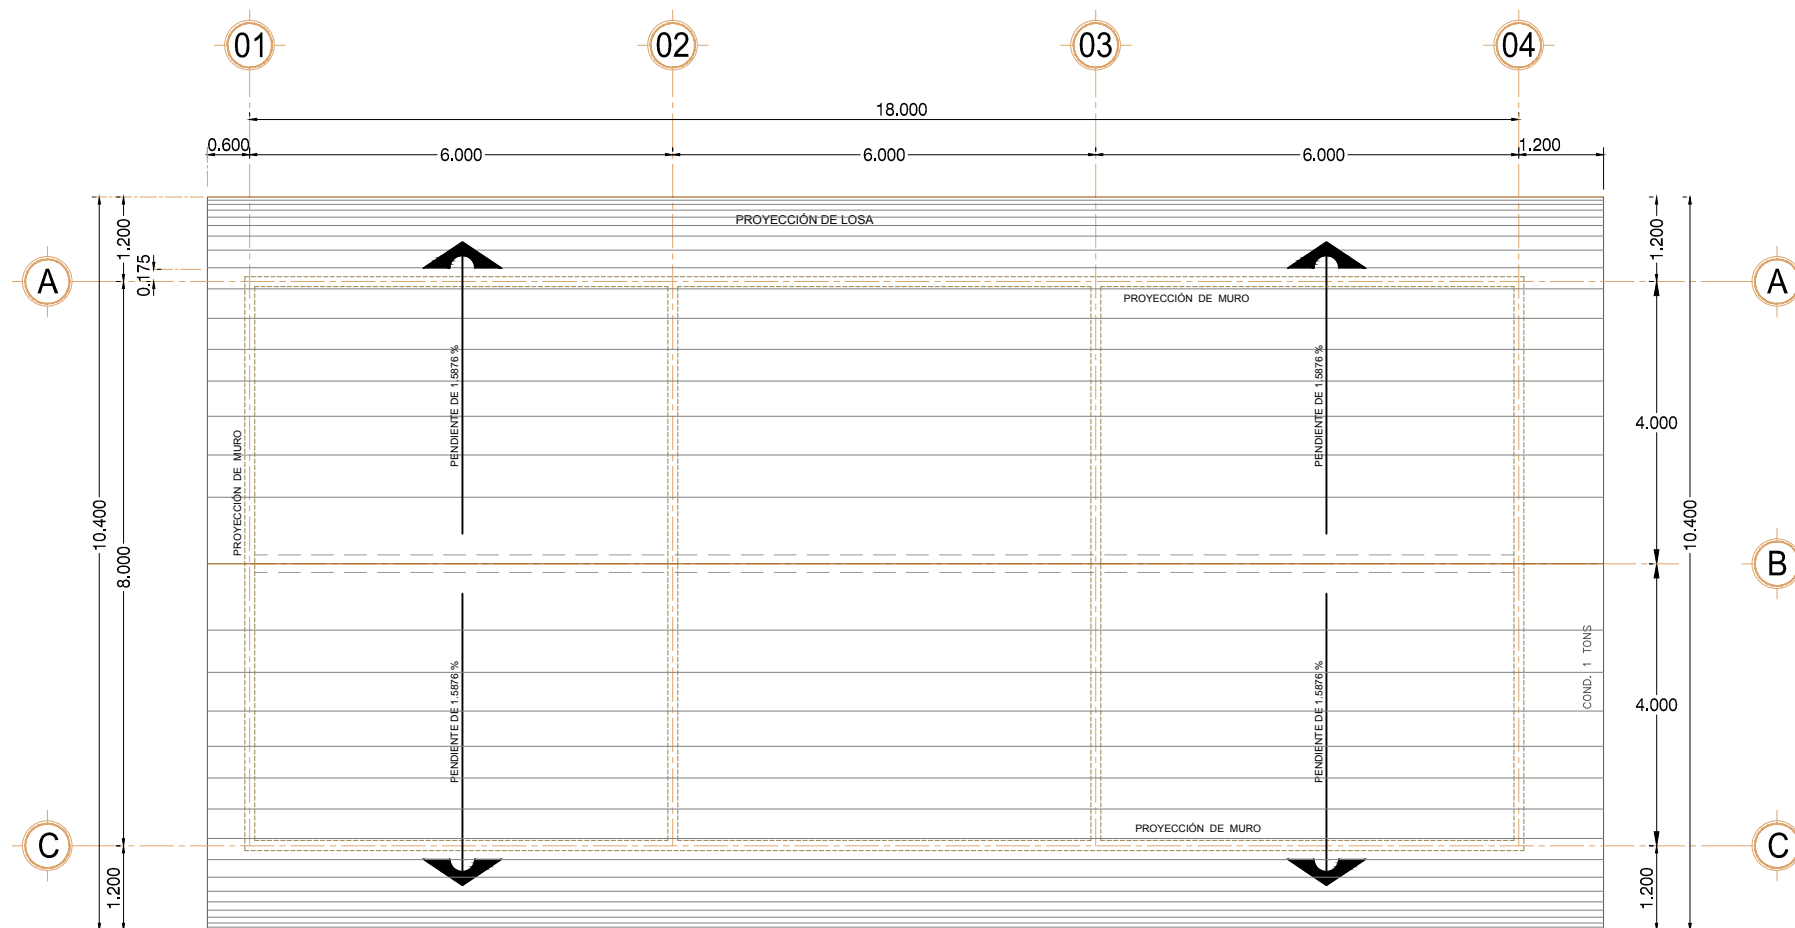 01
02
03
04
18.000
0.600
6.000
6.000
6.000
1.200
PROYECCIÓN DE LOSA
1.200
1.200
0.175
A
A
PROYECCIÓN DE MURO
PENDIENTE DE 1.5876 %
PENDIENTE DE 1.5876 %
4.000
PROYECCIÓN DE MURO
10.400
8.000
10.400
B
COND. 1 TONS
PENDIENTE DE 1.5876 %
PENDIENTE DE 1.5876 %
4.000
PROYECCIÓN DE MURO
C
C
1.200
1.200